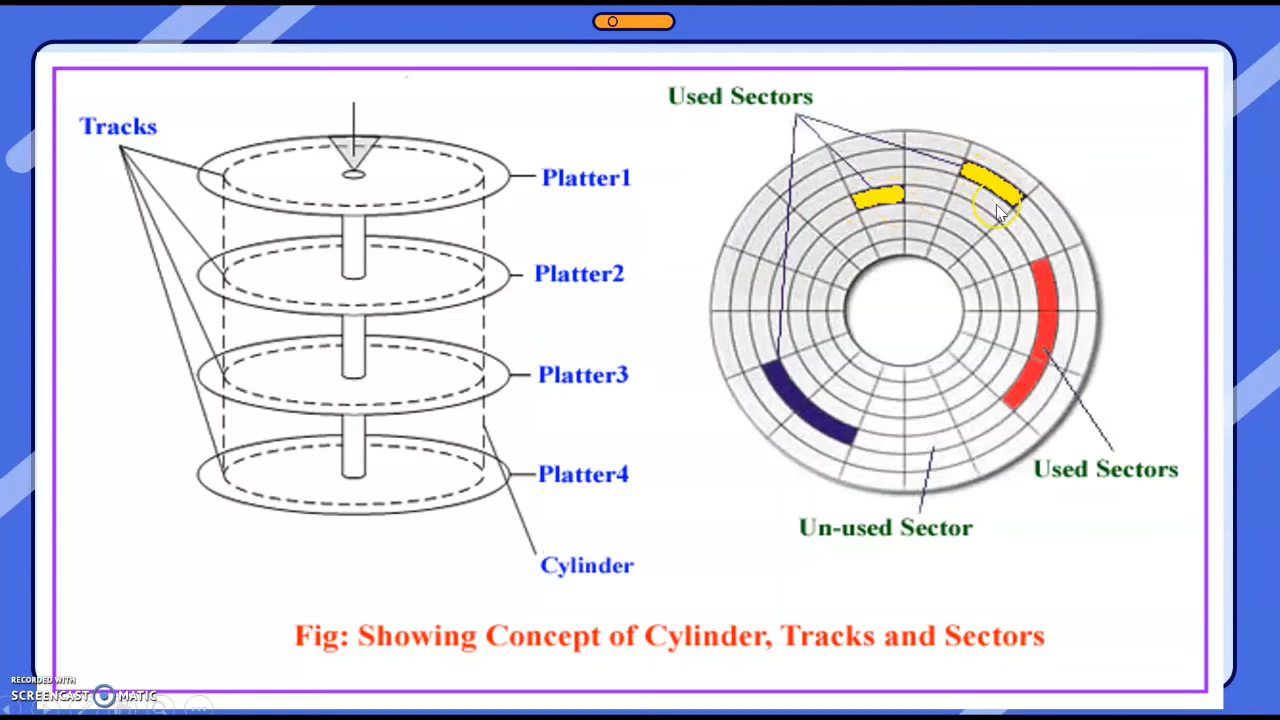 Used Sectors
Tracks
Platter1
Platter2
Platter3
Platter4
Used Sectors
Un-used Sector
Cylinder
Fig: Showing Concept of Cylinder, Tracks and Sectors
RECORDED WITH
SCREENCAST MATIC